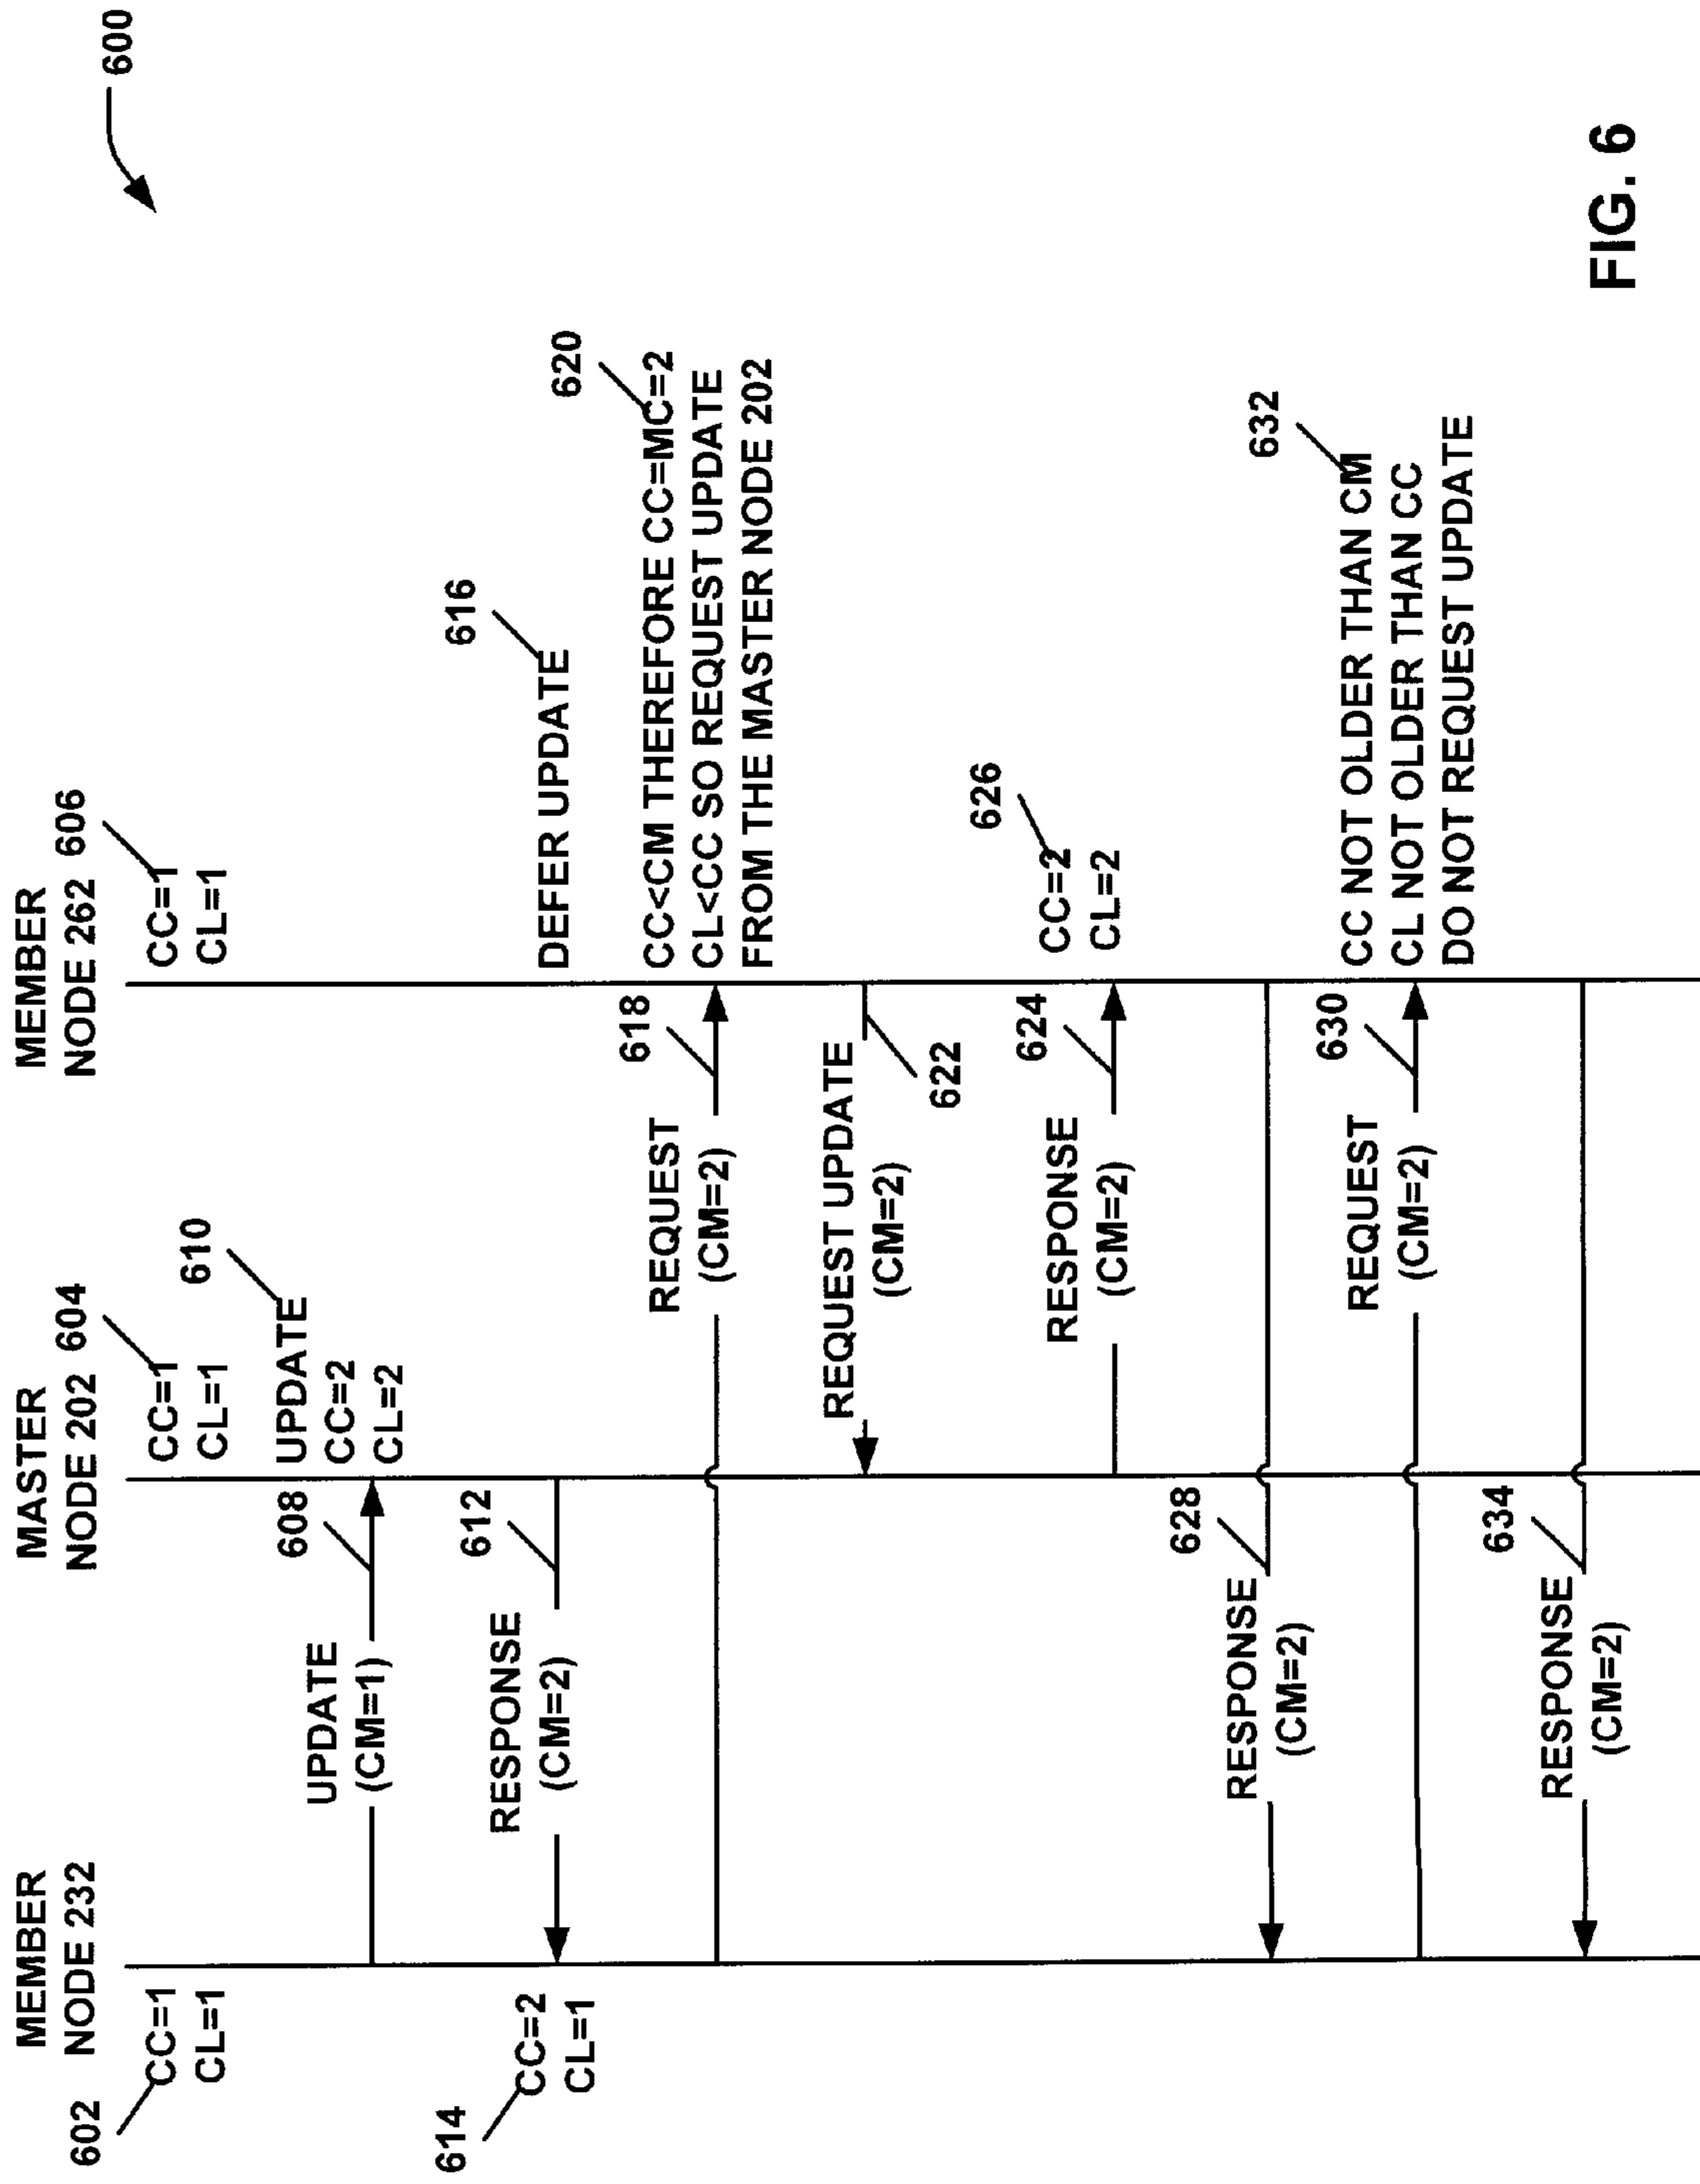 600
MEMBER
NODE 232
MASTER
NODE 202
MEMBER
NODE 262
602
CC=1
CL=1
604
CC=1
CL=1
606
CC=1
CL=1
608
UPDATE
(CM=1)
610
UPDATE
CC=2
CL=2
612
RESPONSE
(CM=2)
614
CC=2
CL=1
616
DEFER UPDATE
618
REQUEST
(CM=2)
620
CC<CM THEREFORE CC=MC=2
CL<CC SO REQUEST UPDATE
FROM THE MASTER NODE 202
REQUEST UPDATE
(CM=2)
622
624
RESPONSE
(CM=2)
626
CC=2
CL=2
628
RESPONSE
(CM=2)
630
REQUEST
(CM=2)
632
CC NOT OLDER THAN CM
CL NOT OLDER THAN CC
DO NOT REQUEST UPDATE
634
RESPONSE
(CM=2)
FIG. 6